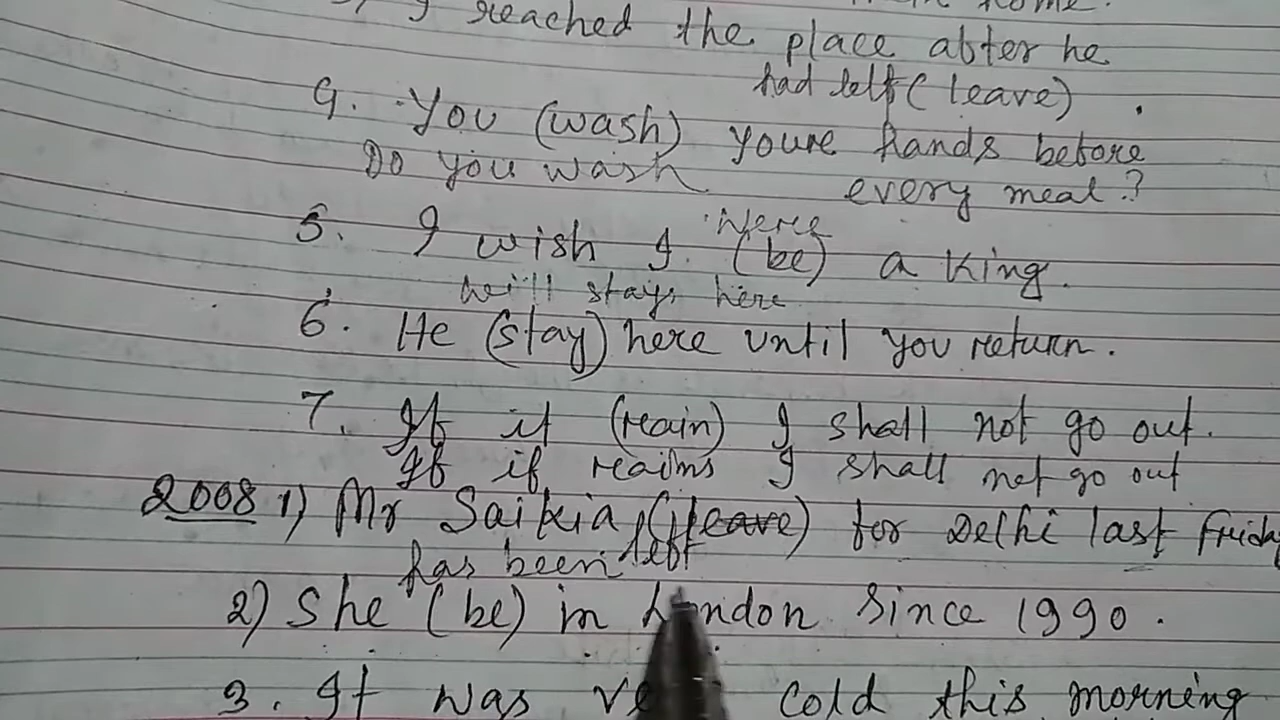 I reached the place after he
had left (leave)
4. You (wash) youre hands before
Do you wash every meal?
were
5. I wish I (be) a King.
will stays here
6. He (stay) here until you return.
7. If it (rain) I shall not go out.
If it rains I shall not go out
2008 1) Mr Saikia (leave) for Delhi last Friday
left
has been
2) She (be) in London since 1990.
3. It was cold this morning